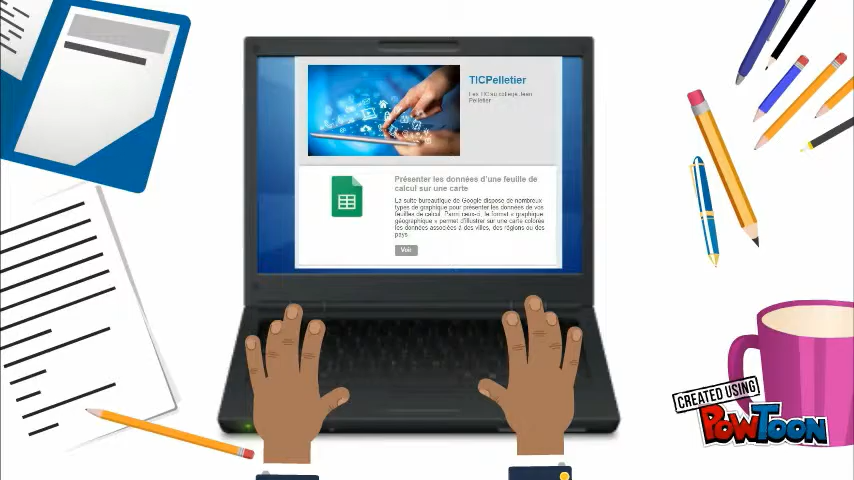 TICPelletier
Les TIC au collège Jean
Pelletier
Présenter les données d'une feuille de
calcul sur une carte
La suite bureautique de Google dispose de nombreux
types de graphique pour présenter les données de vos
feuilles de calcul. Parmi ceux-ci, le format « graphique
géographique » permet d'illustrer sur une carte colorée
les données associées à des villes, des régions ou des
pays.
Voir
CREATED USING
POWTOON